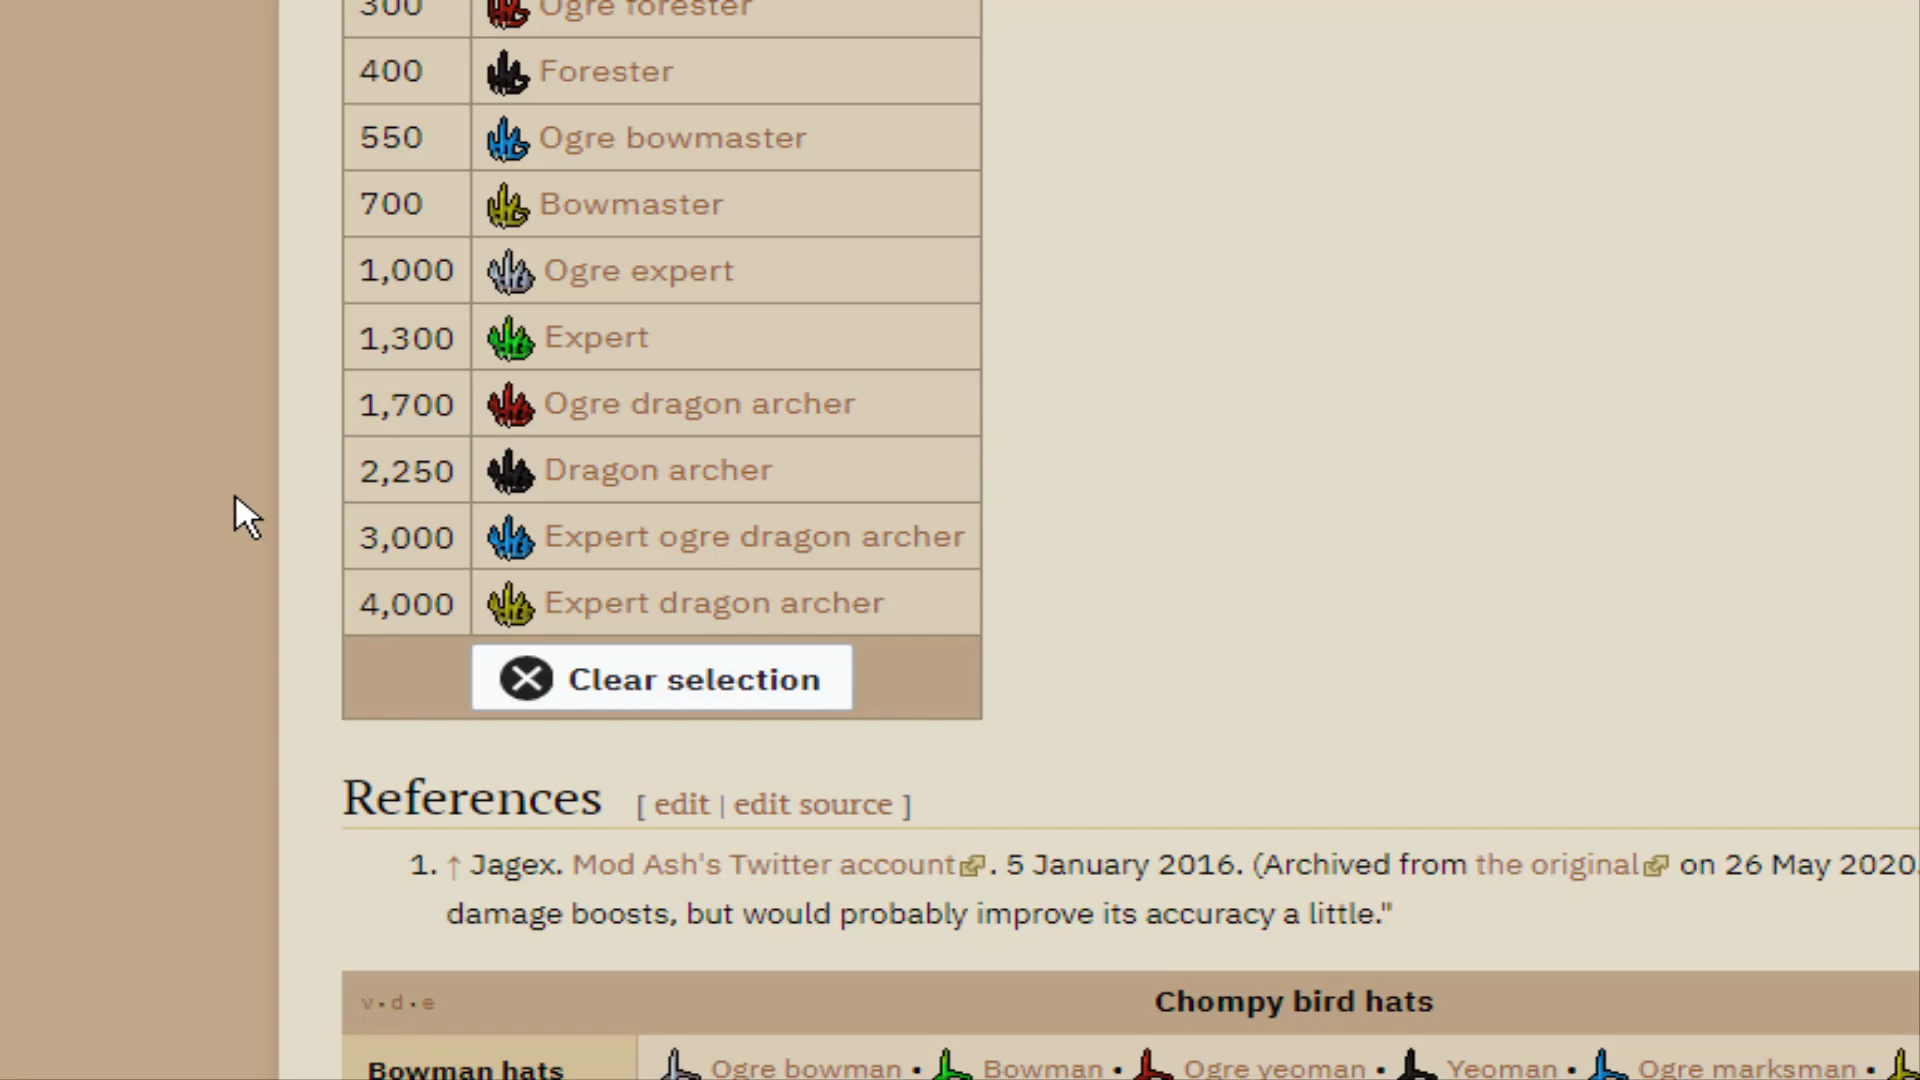 300 Ogre forester
400 Forester
550 Ogre bowmaster
700 Bowmaster
1,000 Ogre expert
1,300 Expert
1,700 Ogre dragon archer
2,250 Dragon archer
3,000 Expert ogre dragon archer
4,000 Expert dragon archer
Clear selection
References [ edit | edit source ]
1. ↑ Jagex. Mod Ash's Twitter account. 5 January 2016. (Archived from the original on 26 May 2020.
damage boosts, but would probably improve its accuracy a little."
v • d • e Chompy bird hats
Bowman hats Ogre bowman • Bowman • Ogre yeoman • Yeoman • Ogre marksman •